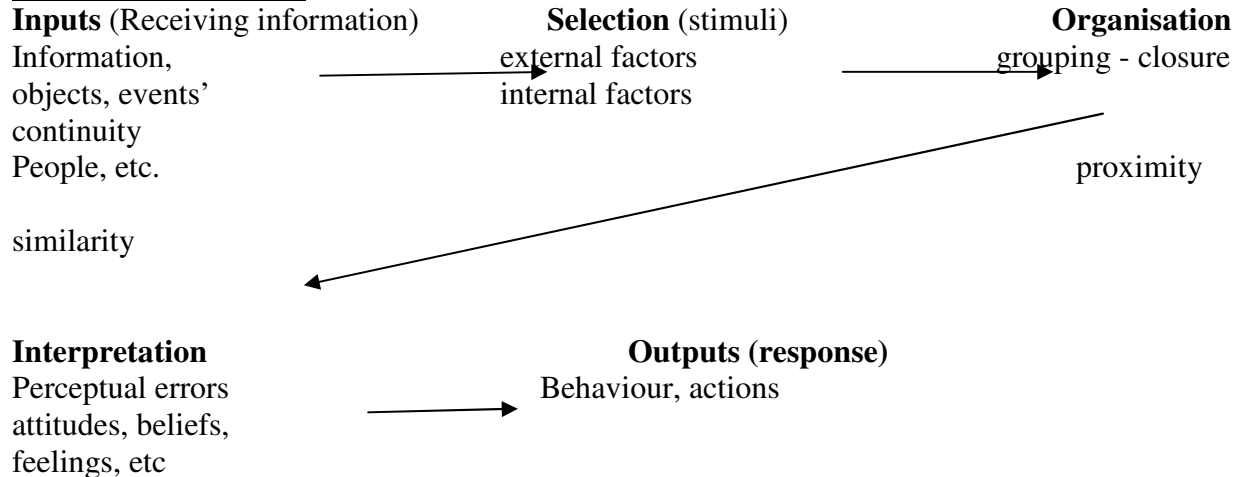 Inputs (Receiving information) Selection (stimuli) Organisation
Information, external factors grouping - closure
objects, events’ internal factors
continuity
People, etc. proximity
similarity
Interpretation Outputs (response)
Perceptual errors Behaviour, actions
attitudes, beliefs,
feelings, etc